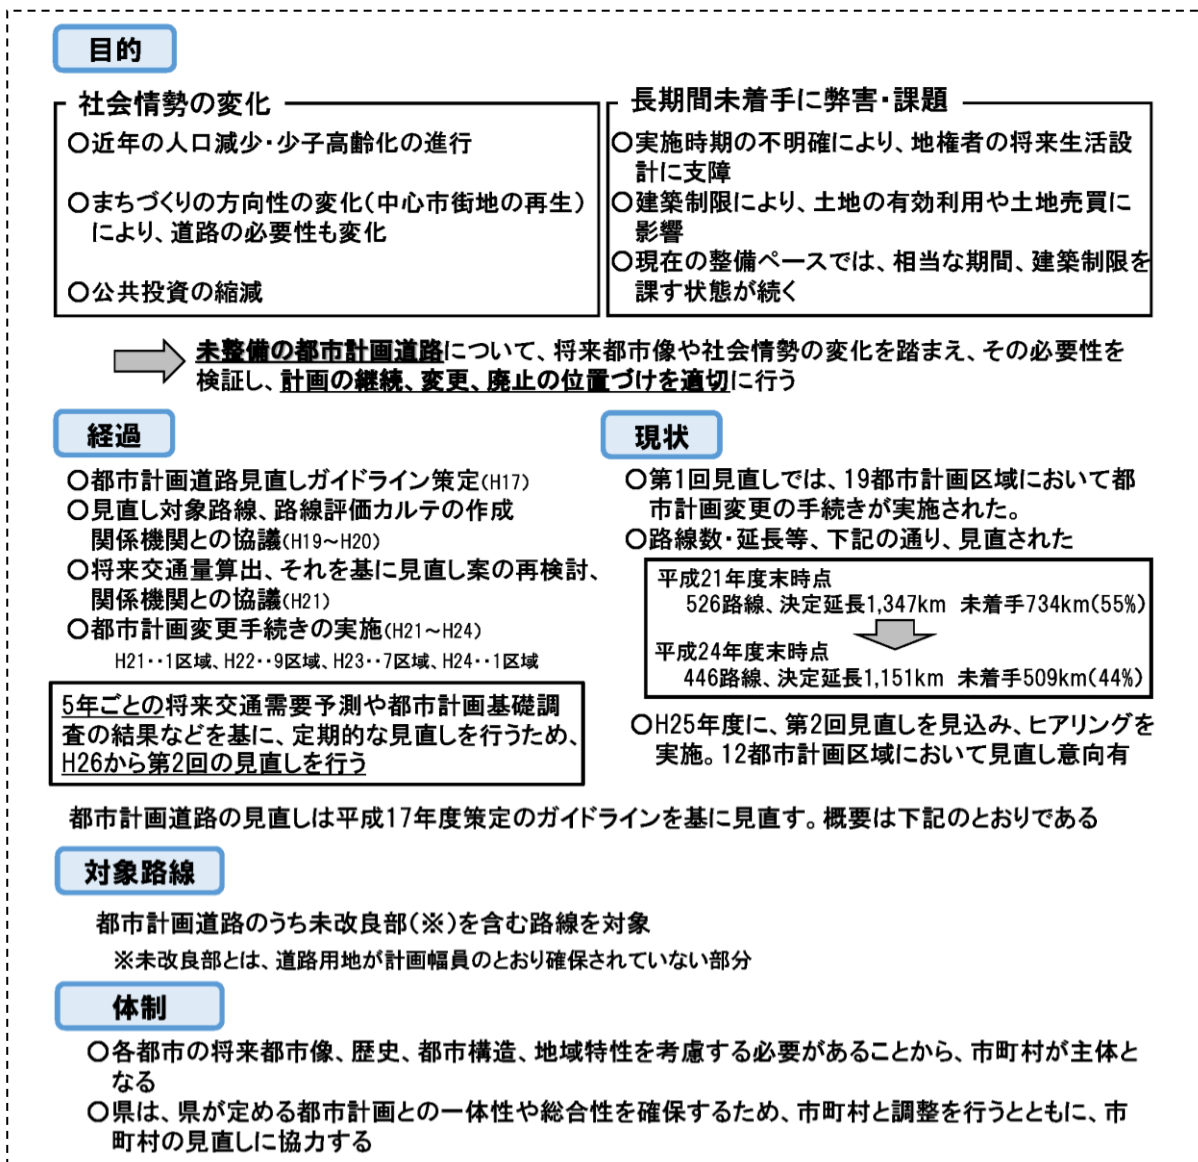 目的
社会情勢の変化
○近年の人口減少・少子高齢化の進行
○まちづくりの方向性の変化(中心市街地の再生)
により、道路の必要性も変化
○公共投資の縮減
長期間未着手に弊害・課題
○実施時期の不明確により、地権者の将来生活設
計に支障
○建築制限により、土地の有効利用や土地売買に
影響
○現在の整備ペースでは、相当な期間、建築制限を
課す状態が続く
未整備の都市計画道路について、将来都市像や社会情勢の変化を踏まえ、その必要性を
検証し、計画の継続、変更、廃止の位置づけを適切に行う
経過
○都市計画道路見直しガイドライン策定(H17)
○見直し対象路線、路線評価カルテの作成
関係機関との協議(H19～H20)
○将来交通量算出、それを基に見直し案の再検討、
関係機関との協議(H21)
○都市計画変更手続きの実施(H21～H24)
H21・・1区域、H22・・9区域、H23・・7区域、H24・・1区域
5年ごとの将来交通需要予測や都市計画基礎調
査の結果などを基に、定期的な見直しを行うため、
H26から第2回の見直しを行う
現状
○第1回見直しでは、19都市計画区域において都
市計画変更の手続きが実施された。
○路線数・延長等、下記の通り、見直された
平成21年度末時点
526路線、決定延長1,347km 未着手734km(55%)
平成24年度末時点
446路線、決定延長1,151km 未着手509km(44%)
○H25年度に、第2回見直しを見込み、ヒアリングを
実施。12都市計画区域において見直し意向有
都市計画道路の見直しは平成17年度策定のガイドラインを基に見直す。概要は下記のとおりである
対象路線
都市計画道路のうち未改良部(※)を含む路線を対象
※未改良部とは、道路用地が計画幅員のとおり確保されていない部分
体制
○各都市の将来都市像、歴史、都市構造、地域特性を考慮する必要があることから、市町村が主体と
なる
○県は、県が定める都市計画との一体性や総合性を確保するため、市町村と調整を行うとともに、市
町村の見直しに協力する